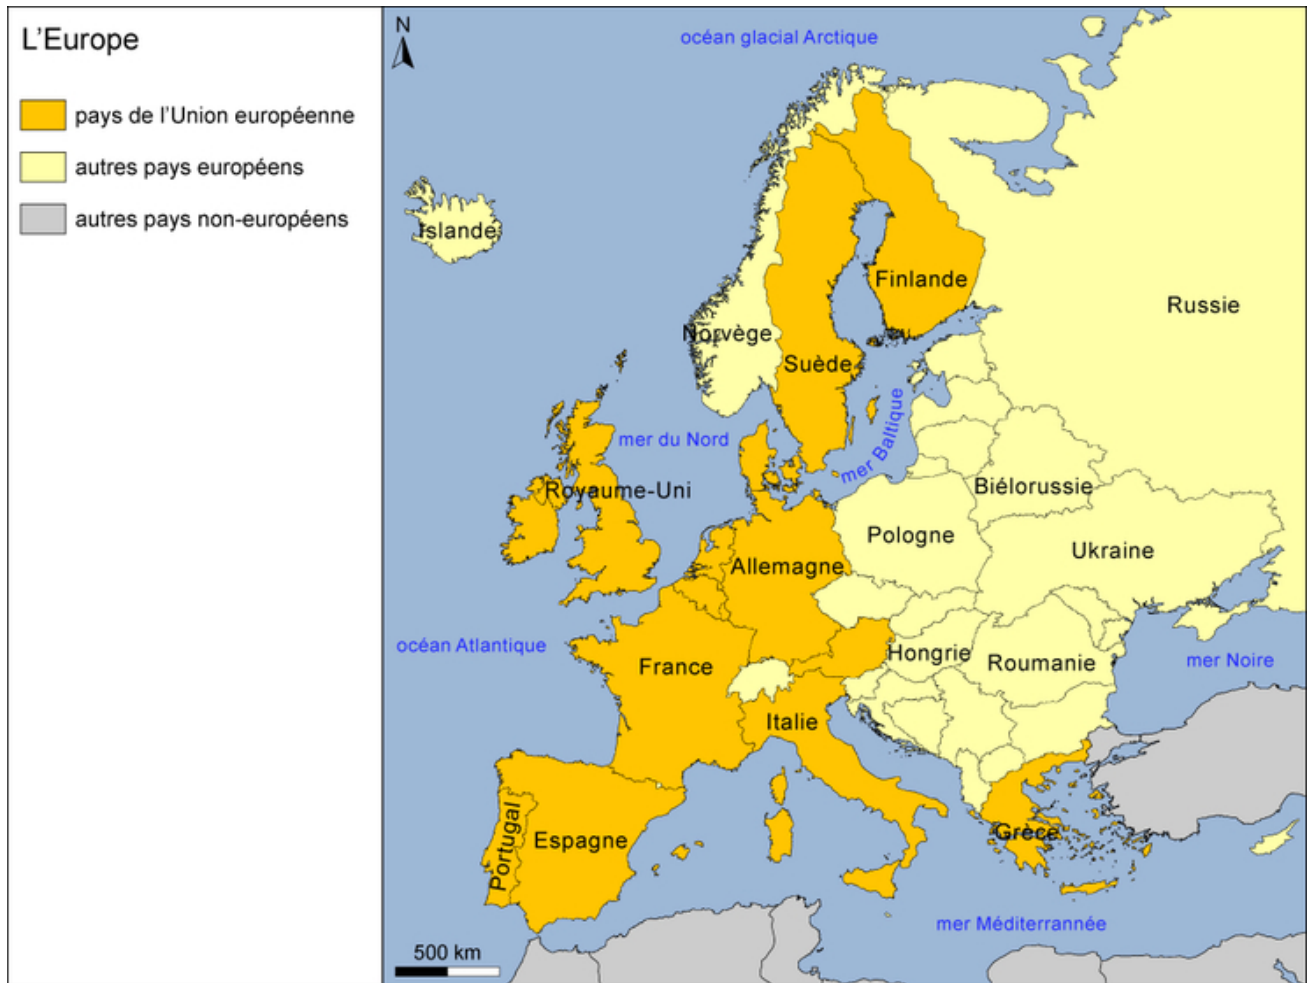 L'Europe
pays de l'Union européenne
autres pays européens
autres pays non-européens
N
océan glacial Arctique
Islande
Finlande
Russie
Norvège
Suède
mer Baltique
mer du Nord
Royaume-Uni
Biélorussie
Pologne
Ukraine
Allemagne
océan Atlantique
France
Hongrie
Roumanie
mer Noire
Italie
Portugal
Espagne
Grèce
mer Méditerrannée
500 km